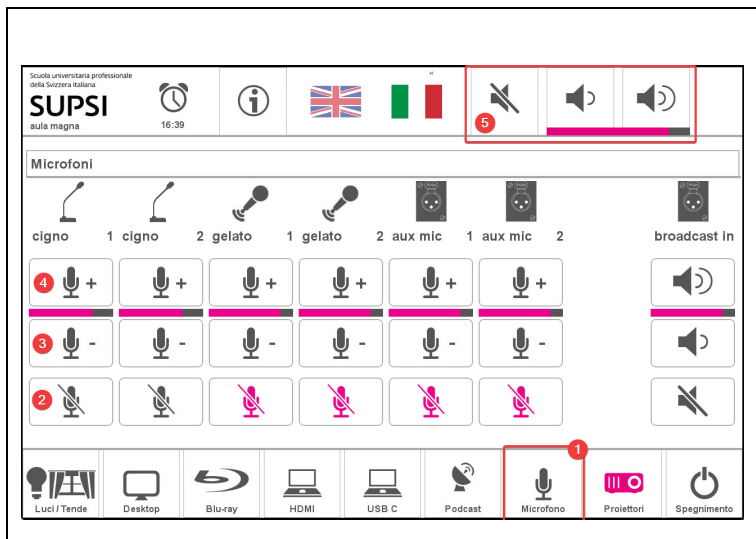 Scuola universitaria professionale
della Svizzera italiana
SUPSI
aula magna
16:39
5
Microfoni
cigno 1 cigno 2 gelato 1 gelato 2 aux mic 1 aux mic 2 broadcast in
4 + + + + + +
3 - - - - - -
2
1
Luci / Tende Desktop Blu-ray HDMI USB C Podcast Microfono Proiettori Spegnimento